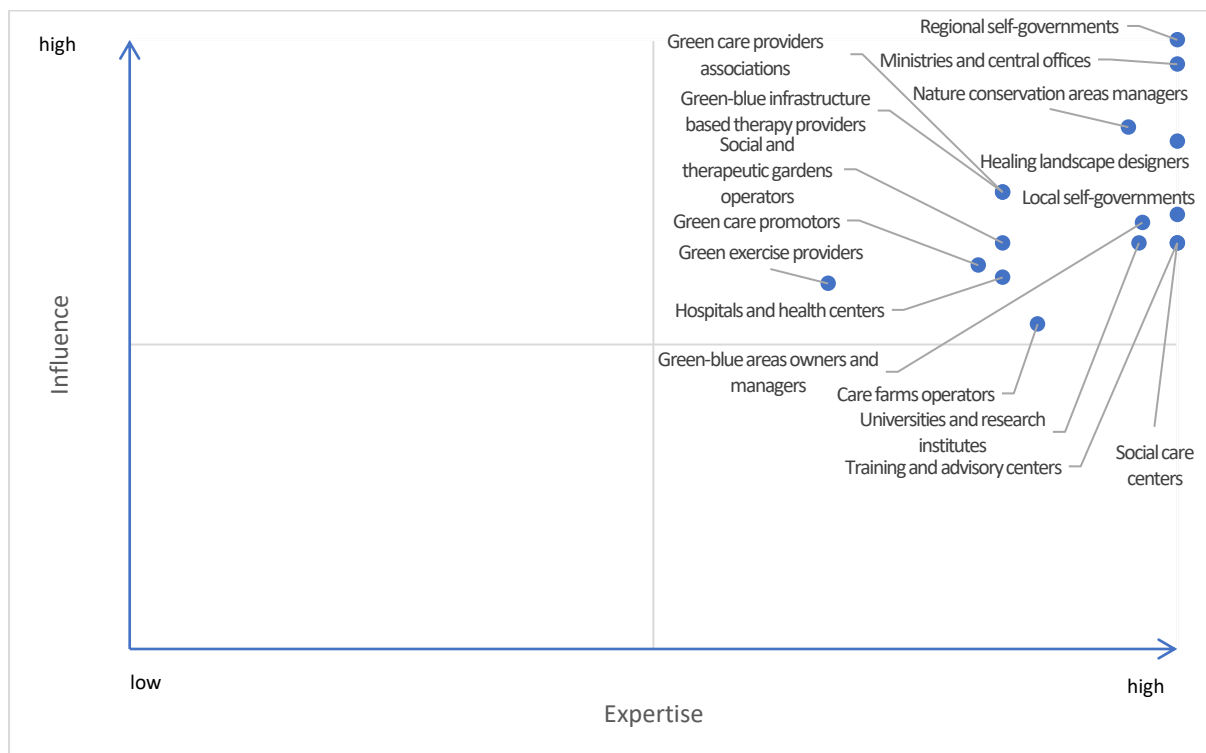 high
Regional self-governments
Green care providers
associations
Ministries and central offices
Nature conservation areas managers
Green-blue infrastructure
based therapy providers
Social and
therapeutic gardens
operators
Healing landscape designers
Local self-governments
Green care promotors
Green exercise providers
Hospitals and health centers
Green-blue areas owners and
managers
Care farms operators
Universities and research
institutes
Training and advisory centers
Social care
centers
Influence
low
high
Expertise